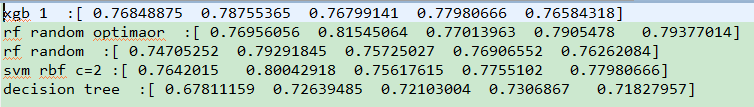 xgb 1  :[ 0.76848875  0.78755365  0.76799141  0.77980666  0.76584318]
rf random optimaor  :[ 0.76956056  0.81545064  0.77013963  0.7905478   0.79377014]
rf random  :[ 0.74705252  0.79291845  0.75725027  0.76906552  0.76262084]
svm rbf c=2 :[ 0.7642015   0.80042918  0.75617615  0.7755102   0.77980666]
decision tree  :[ 0.67811159  0.72639485  0.72103004  0.7306867   0.71827957]